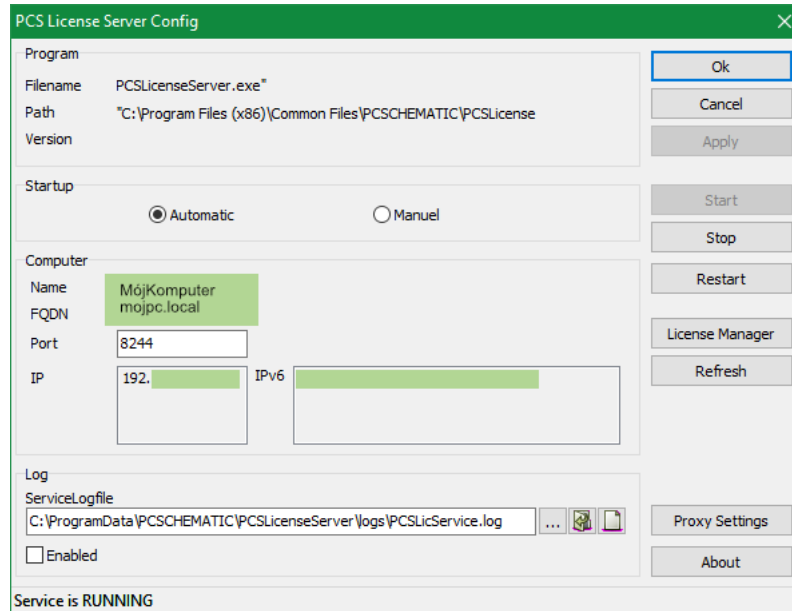 PCS License Server Config
Program
Filename PCSLicenseServer.exe"
Path "C:\Program Files (x86)\Common Files\PCSCHEMATIC\PCSLicense
Version
Ok
Cancel
Apply
Startup
Automatic Manuel
Start
Stop
Restart
Computer
Name MójKomputer
FQDN mojpc.local
Port 8244
IP 192. IPv6
License Manager
Refresh
Log
ServiceLogfile
C:\ProgramData\PCSCHEMATIC\PCSLicenseServer\logs\PCSLicService.log ...
Enabled
Proxy Settings
About
Service is RUNNING